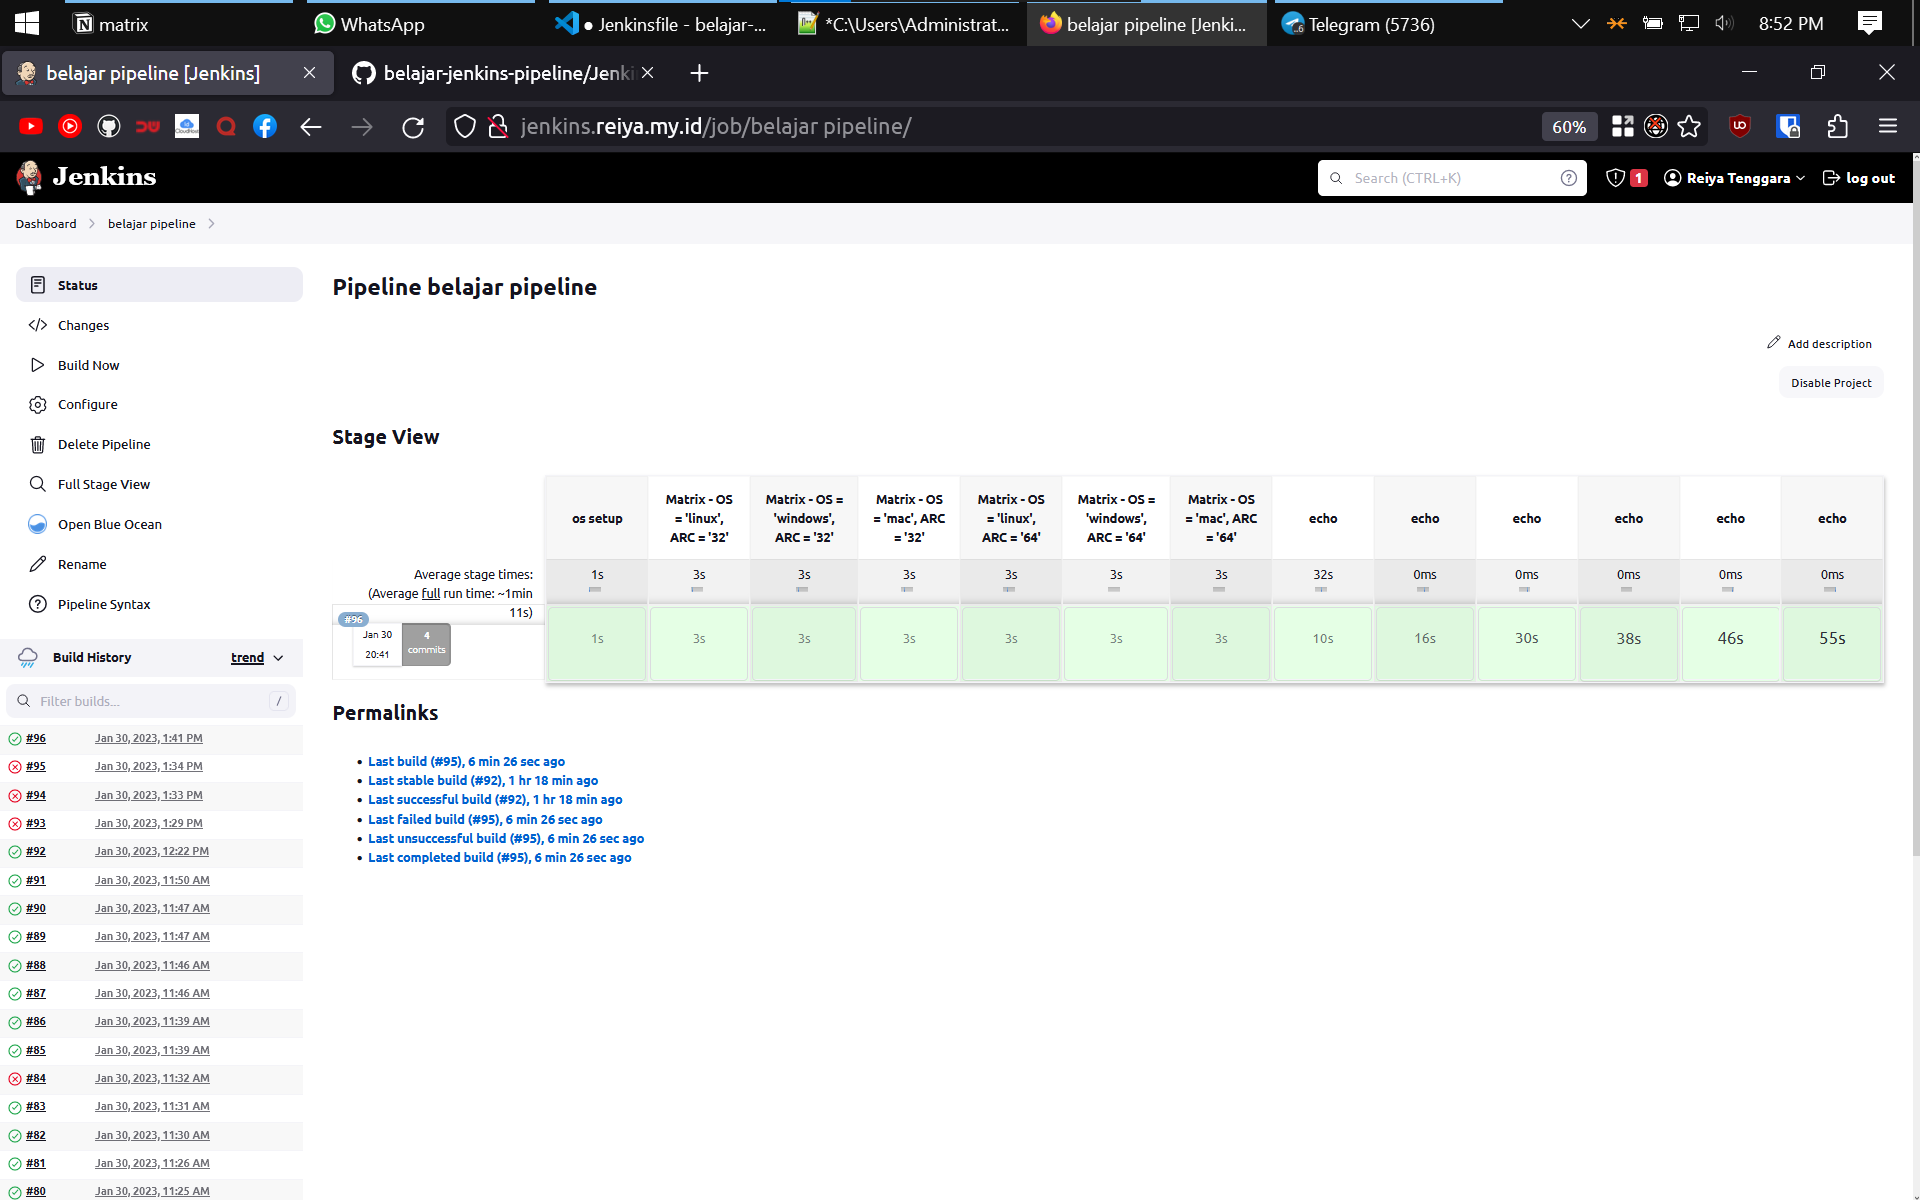 matrix
WhatsApp
● Jenkinsfile - belajar-...
*C:\Users\Administrat...
belajar pipeline [Jenki...
Telegram (5736)
8:52 PM
belajar pipeline [Jenkins]
belajar-jenkins-pipeline/Jenki
jenkins.reiya.my.id/job/belajar pipeline/
60%
Jenkins
Search (CTRL+K)
1
Reiya Tenggara
log out
Dashboard
belajar pipeline
Status
Changes
Build Now
Configure
Delete Pipeline
Full Stage View
Open Blue Ocean
Rename
Pipeline Syntax
Build History
trend
Filter builds...
/
#96 Jan 30, 2023, 1:41 PM
#95 Jan 30, 2023, 1:34 PM
#94 Jan 30, 2023, 1:33 PM
#93 Jan 30, 2023, 1:29 PM
#92 Jan 30, 2023, 12:22 PM
#91 Jan 30, 2023, 11:50 AM
#90 Jan 30, 2023, 11:47 AM
#89 Jan 30, 2023, 11:47 AM
#88 Jan 30, 2023, 11:46 AM
#87 Jan 30, 2023, 11:46 AM
#86 Jan 30, 2023, 11:39 AM
#85 Jan 30, 2023, 11:39 AM
#84 Jan 30, 2023, 11:32 AM
#83 Jan 30, 2023, 11:31 AM
#82 Jan 30, 2023, 11:30 AM
#81 Jan 30, 2023, 11:26 AM
#80 Jan 30, 2023, 11:25 AM
Pipeline belajar pipeline
Add description
Disable Project
Stage View
os setup
Matrix - OS
= 'linux',
ARC = '32'
Matrix - OS =
'windows',
ARC = '32'
Matrix - OS
= 'mac', ARC
= '32'
Matrix - OS
= 'linux',
ARC = '64'
Matrix - OS =
'windows',
ARC = '64'
Matrix - OS
= 'mac', ARC
= '64'
echo
echo
echo
echo
echo
echo
Average stage times:
(Average full run time: ~1min
11s)
1s 3s 3s 3s 3s 3s 3s 32s 0ms 0ms 0ms 0ms 0ms
#96
Jan 30
20:41
4
commits
1s 3s 3s 3s 3s 3s 3s 10s 16s 30s 38s 46s 55s
Permalinks
• Last build (#95), 6 min 26 sec ago
• Last stable build (#92), 1 hr 18 min ago
• Last successful build (#92), 1 hr 18 min ago
• Last failed build (#95), 6 min 26 sec ago
• Last unsuccessful build (#95), 6 min 26 sec ago
• Last completed build (#95), 6 min 26 sec ago